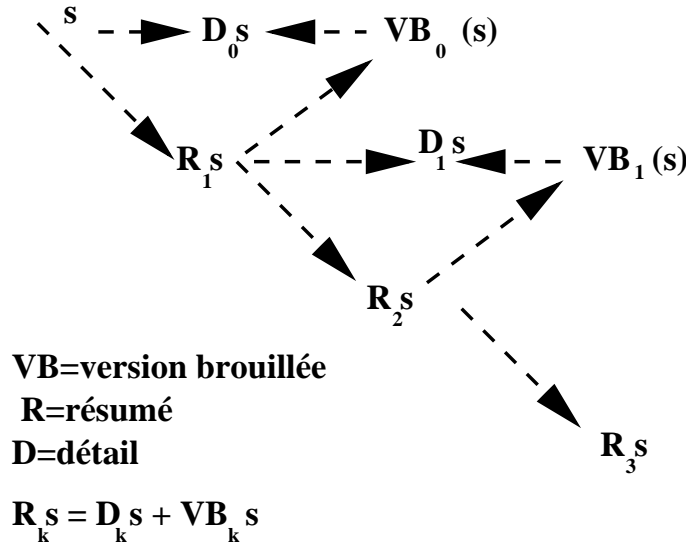 s D₀s VB₀ (s)
R₁s D₁s VB₁ (s)
R₂s
VB=version brouillée
R=résumé
D=détail
R₃s
Rₖs = Dₖs + VBₖs